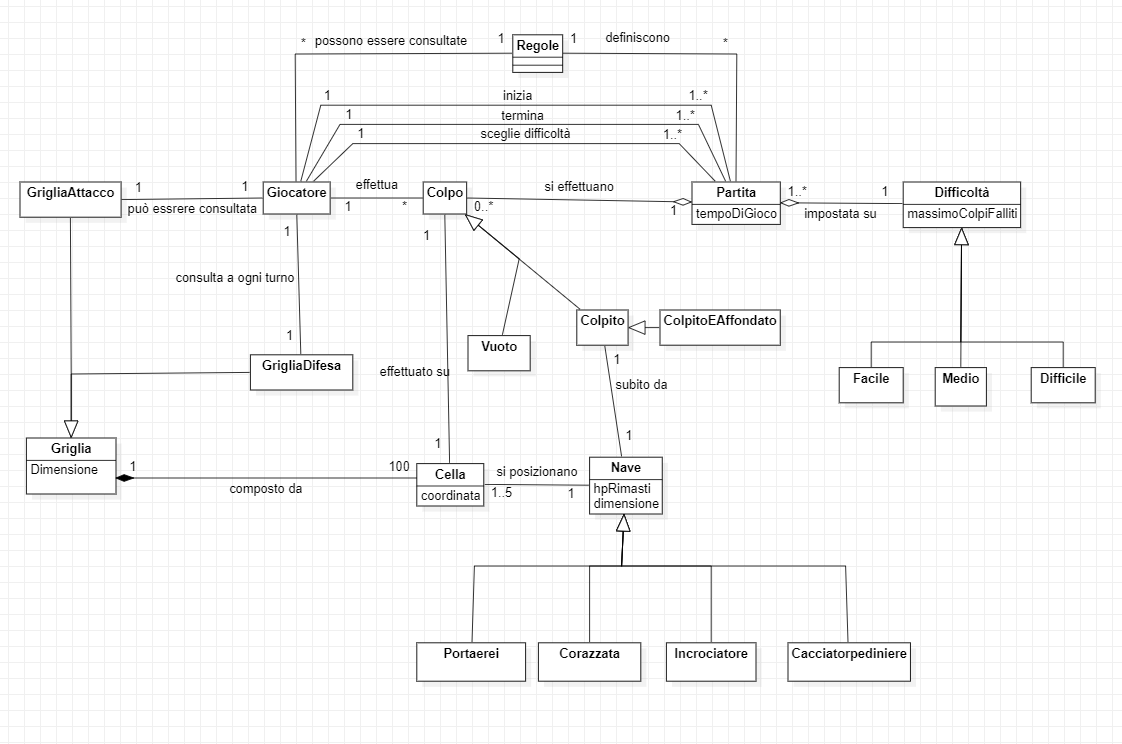 * possono essere consultate 1 Regole 1 definiscono *
1 inizia 1..*
1 termina 1..*
1 sceglie difficoltà 1..*
GrigliaAttacco 1 1 Giocatore effettua Colpo si effettuano Partita 1..* 1 Difficoltà
può essrere consultata 1 * 0..* 1 tempoDiGioco impostata su massimoColpiFalliti
1 1
consulta a ogni turno
1
Colpito ColpitoEAffondato
Vuoto
GrigliaDifesa
1
effettuato su
subito da
Facile Medio Difficile
1 1
Griglia
Dimensione
1 100
composto da
Cella
coordinata
si posizionano
1..5 1
Nave
hpRimasti
dimensione
Portaerei Corazzata Incrociatore Cacciatorpediniere